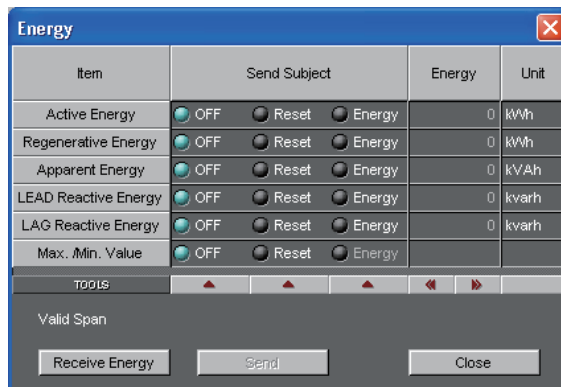 Energy
Item Send Subject Energy Unit
Active Energy OFF Reset Energy 0 kWh
Regenerative Energy OFF Reset Energy 0 kWh
Apparent Energy OFF Reset Energy 0 kVAh
LEAD Reactive Energy OFF Reset Energy 0 kvarh
LAG Reactive Energy OFF Reset Energy 0 kvarh
Max. /Min. Value OFF Reset Energy
TOOLS
Valid Span
Receive Energy Send Close